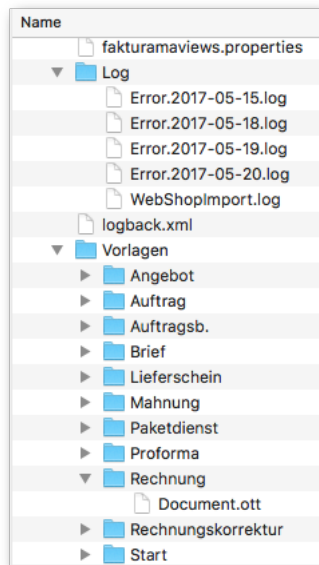 Name
fakturamaviews.properties
Log
Error.2017-05-15.log
Error.2017-05-18.log
Error.2017-05-19.log
Error.2017-05-20.log
WebShopImport.log
logback.xml
Vorlagen
Angebot
Auftrag
Auftragsb.
Brief
Lieferschein
Mahnung
Paketdienst
Proforma
Rechnung
Document.ott
Rechnungskorrektur
Start